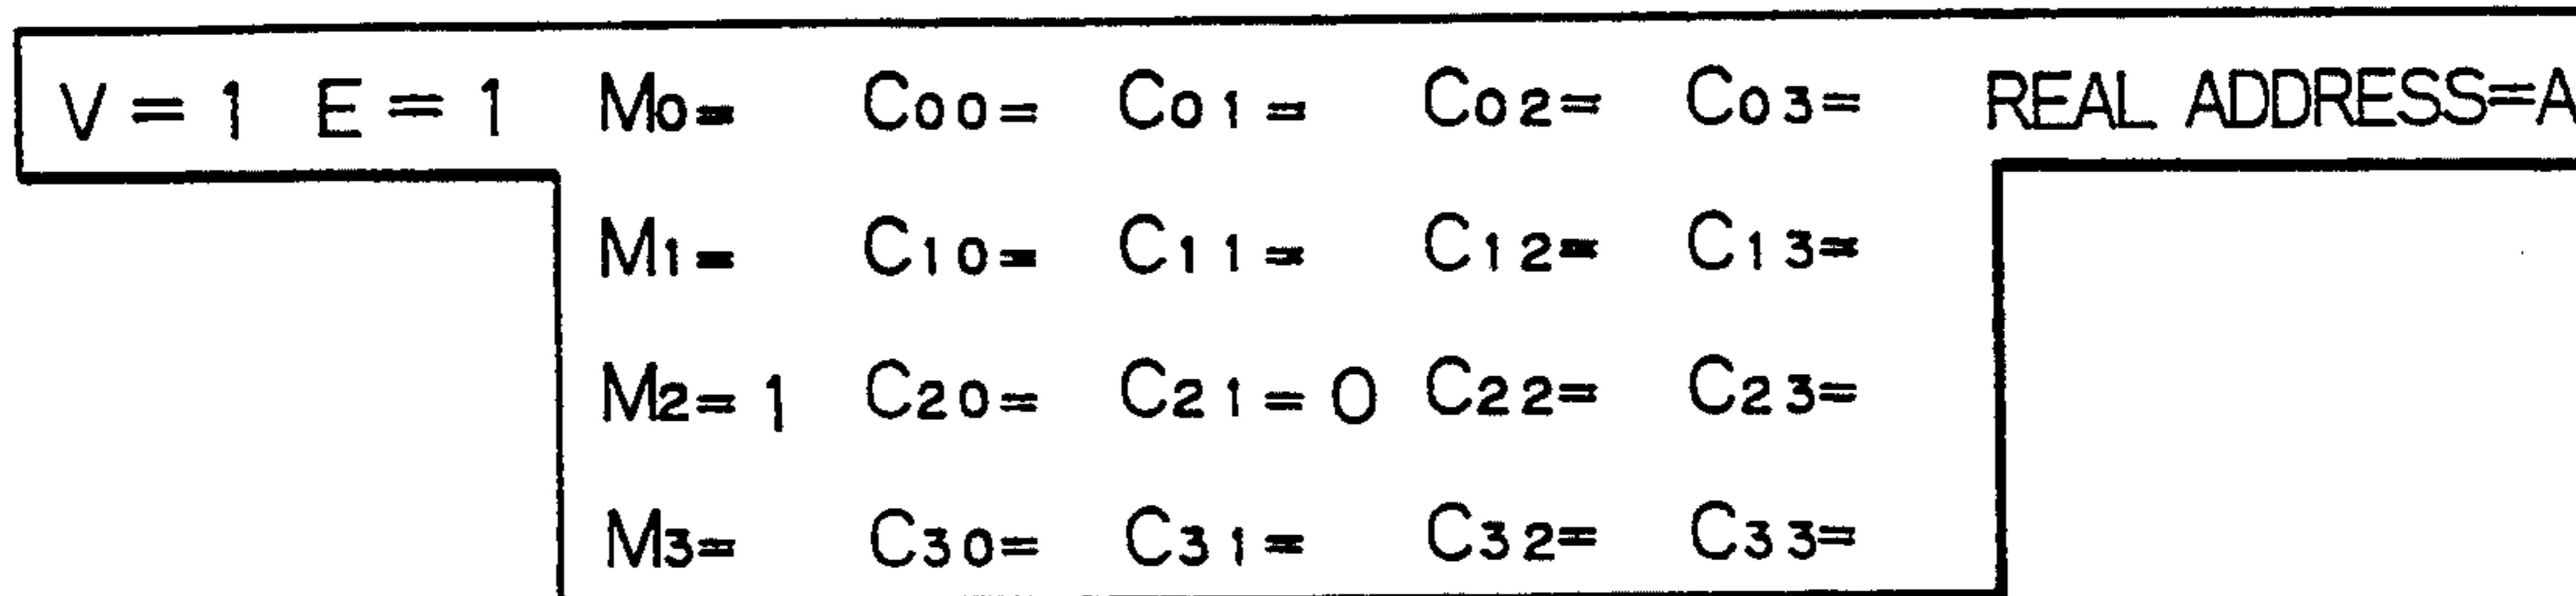 V=1 E=1 M0= C00= C01= C02= C03= REAL ADDRESS=A
M1= C10= C11= C12= C13=
M2=1 C20= C21=0 C22= C23=
M3= C30= C31= C32= C33=